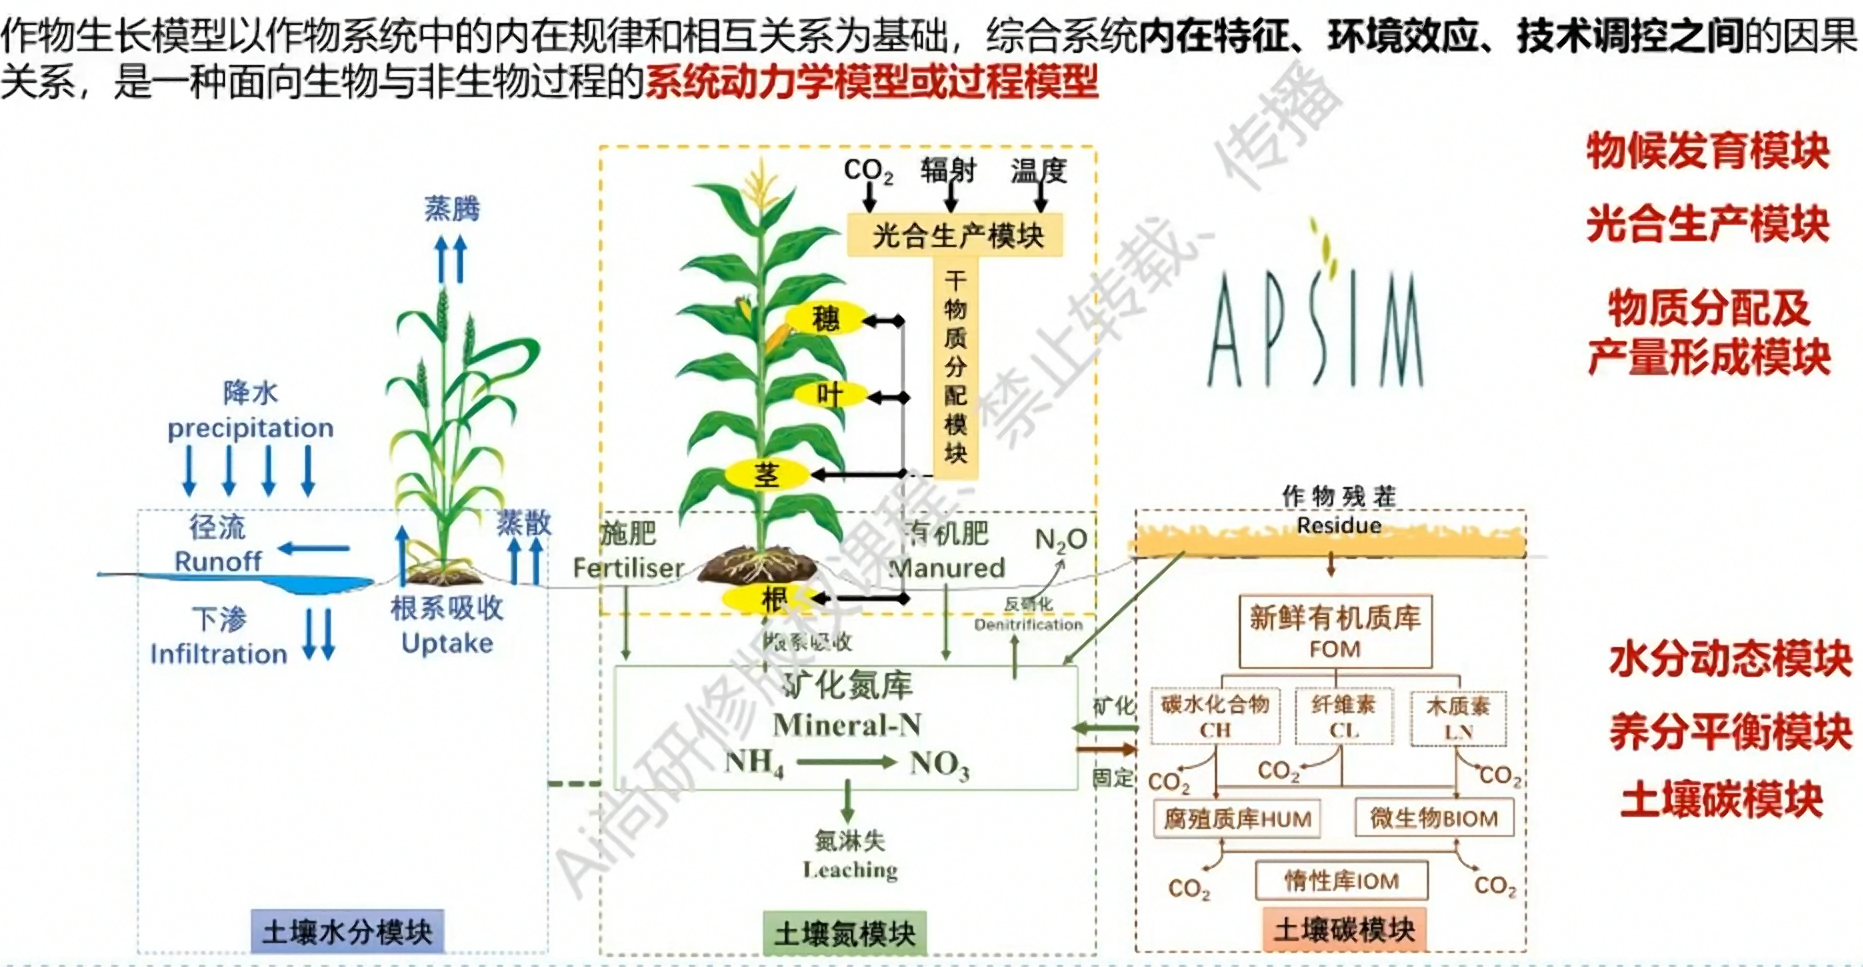 作物生长模型以作物系统中的内在规律和相互关系为基础，综合系统内在特征、环境效应、技术调控之间的因果
关系，是一种面向生物与非生物过程的系统动力学模型或过程模型
物候发育模块
光合生产模块
物质分配及
产量形成模块
水分动态模块
养分平衡模块
土壤碳模块
APSIM
蒸腾
降水
precipitation
径流
Runoff
蒸散
下渗
Infiltration
根系吸收
Uptake
土壤水分模块
CO2 辐射 温度
光合生产模块
干物质分配模块
穗
叶
茎
根
施肥
Fertiliser
有机肥
Manured
N2O
反硝化
Denitrification
根系吸收
矿化氮库
Mineral-N
NH4 NO3
氮淋失
Leaching
土壤氮模块
矿化
固定
作物残茬
Residue
新鲜有机质库
FOM
碳水化合物
CH
纤维素
CL
木质素
LN
CO2 CO2 CO2
腐殖质库HUM 微生物BIOM
CO2 惰性库IOM CO2
土壤碳模块
Ai尚研修版权课程、禁止转载、传播